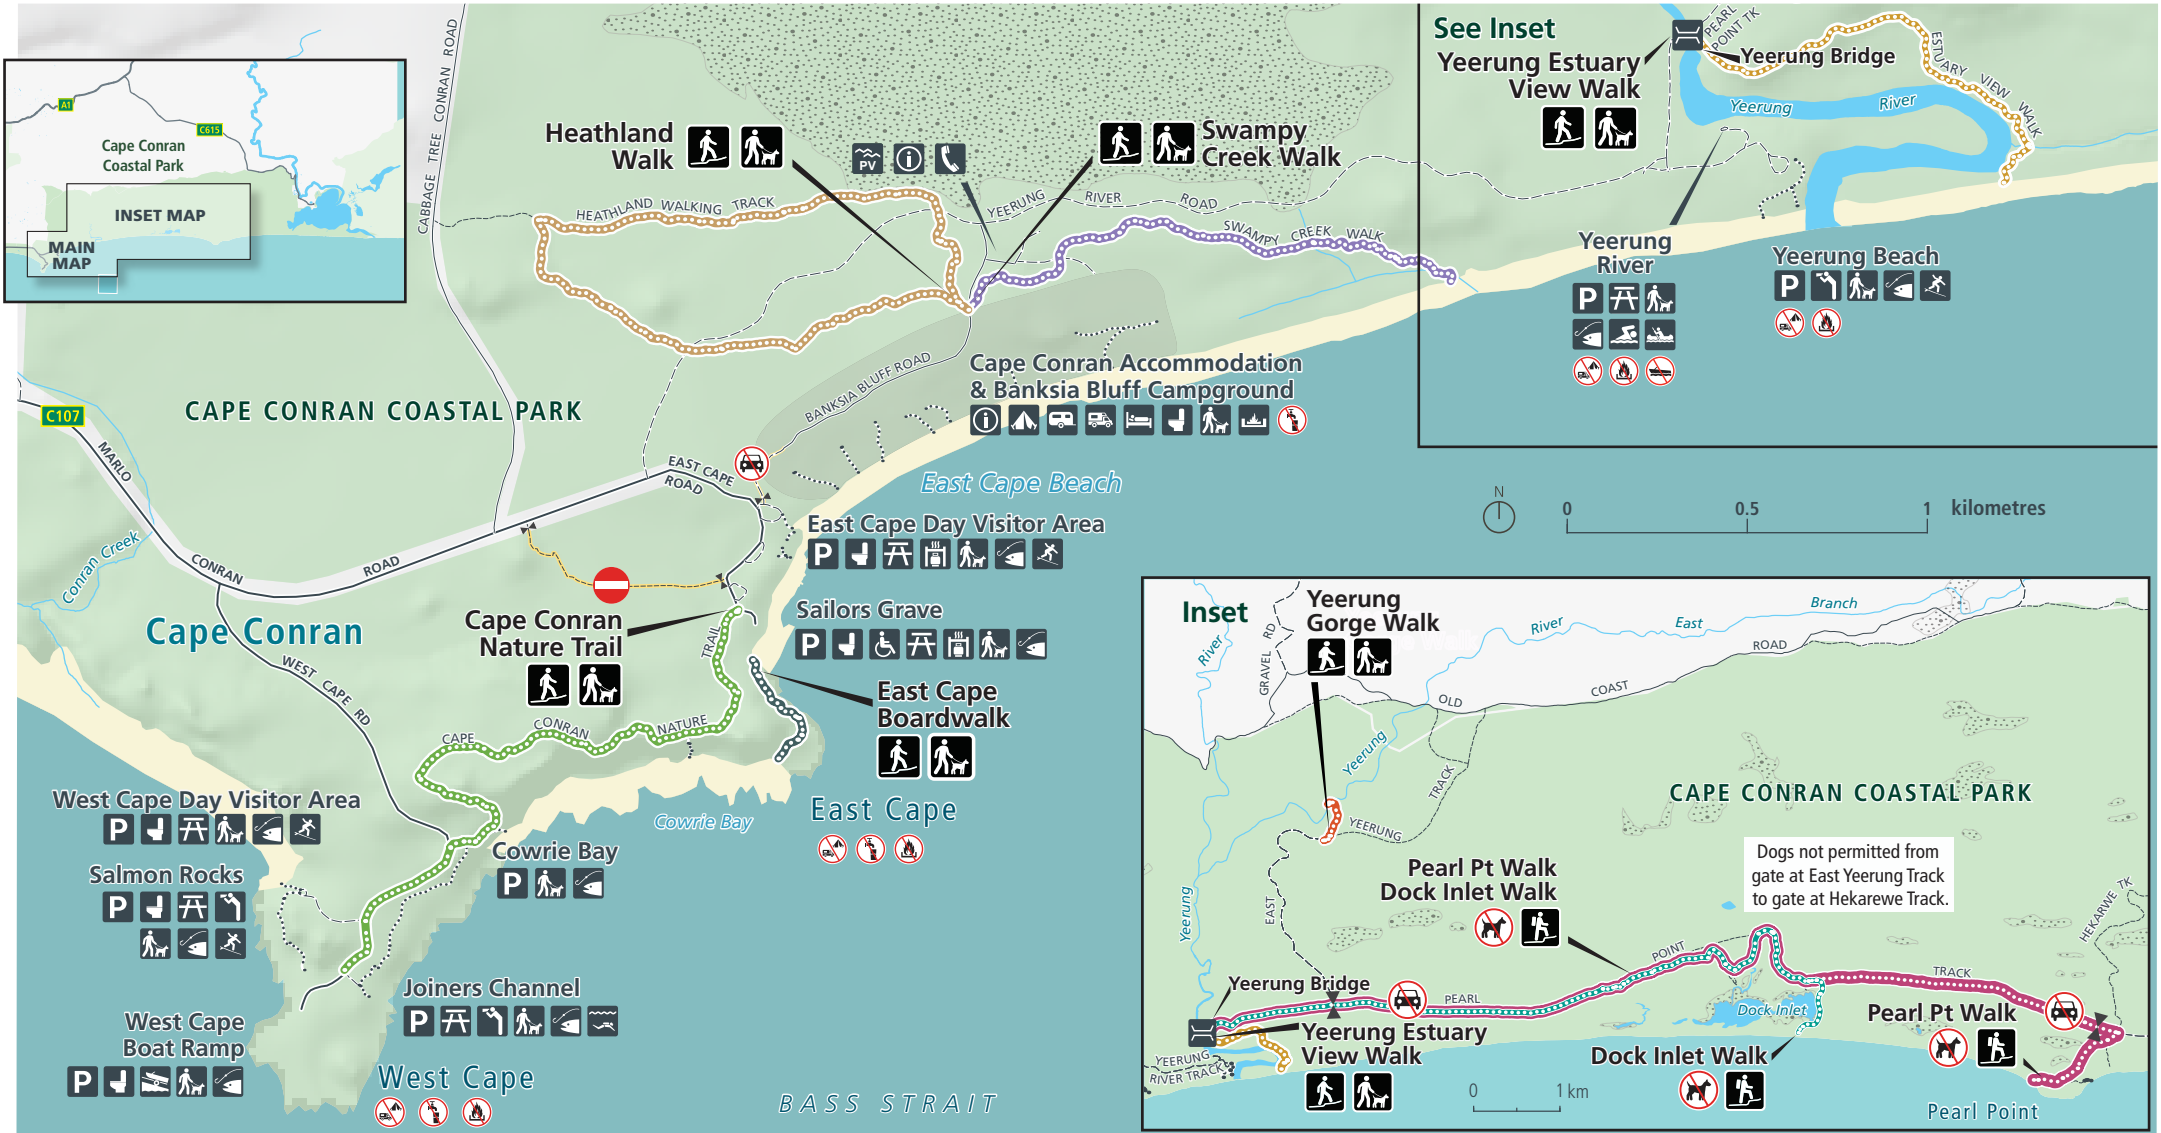 A1
C615
Cape Conran
Coastal Park
INSET MAP
MAIN
MAP
CABBAGE TREE CONRAN ROAD
Heathland
Walk
PV
Swampy
Creek Walk
HEATHLAND WALKING TRACK
YEERUNG RIVER ROAD
SWAMPY CREEK WALK
See Inset
Yeerung Estuary
View Walk
PEARL
POINT TK
Yeerung Bridge
ESTUARY VIEW WALK
Yeerung River
Yeerung
River
P
Yeerung Beach
P
C107
CAPE CONRAN COASTAL PARK
BANKSIA BLUFF ROAD
Cape Conran Accommodation
& Banksia Bluff Campground
MARLO CONRAN ROAD
EAST CAPE
ROAD
East Cape Beach
East Cape Day Visitor Area
P
N
0 0.5 1 kilometres
Conran Creek
Cape Conran
Cape Conran
Nature Trail
Sailors Grave
P
WEST CAPE RD
East Cape
Boardwalk
CAPE CONRAN NATURE TRAIL
West Cape Day Visitor Area
P
Cowrie Bay
East Cape
Salmon Rocks
P
Cowrie Bay
P
Joiners Channel
P
West Cape
Boat Ramp
P
West Cape
BASS STRAIT
Inset
Yeerung
Gorge Walk
River
GRAVEL RD
River East Branch
OLD COAST ROAD
Yeerung
TRACK
YEERUNG
EAST
Yeerung
CAPE CONRAN COASTAL PARK
Dogs not permitted from
gate at East Yeerung Track
to gate at Hekarewe Track.
Pearl Pt Walk
Dock Inlet Walk
HEKARWE TK
Yeerung Bridge
PEARL POINT TRACK
Dock Inlet
Pearl Pt Walk
Yeerung Estuary
View Walk
Dock Inlet Walk
YEERUNG
RIVER TRACK
0 1 km
Pearl Point